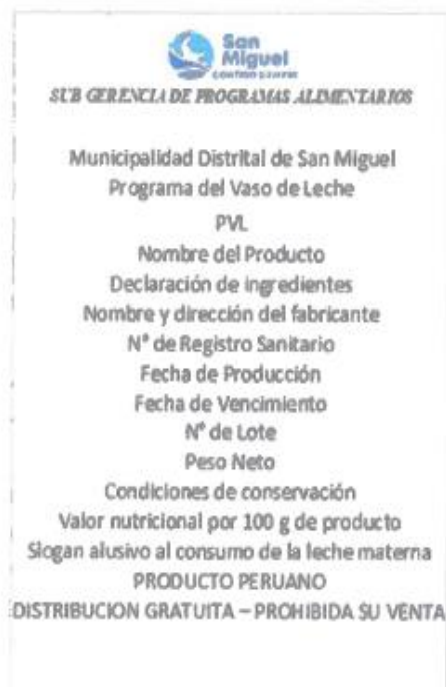 San
Miguel
contigo siempre
SUB GERENCIA DE PROGRAMAS ALIMENTARIOS
Municipalidad Distrital de San Miguel
Programa del Vaso de Leche
PVL
Nombre del Producto
Declaración de ingredientes
Nombre y dirección del fabricante
N° de Registro Sanitario
Fecha de Producción
Fecha de Vencimiento
N° de Lote
Peso Neto
Condiciones de conservación
Valor nutricional por 100 g de producto
Slogan alusivo al consumo de la leche materna
PRODUCTO PERUANO
DISTRIBUCION GRATUITA – PROHIBIDA SU VENTA